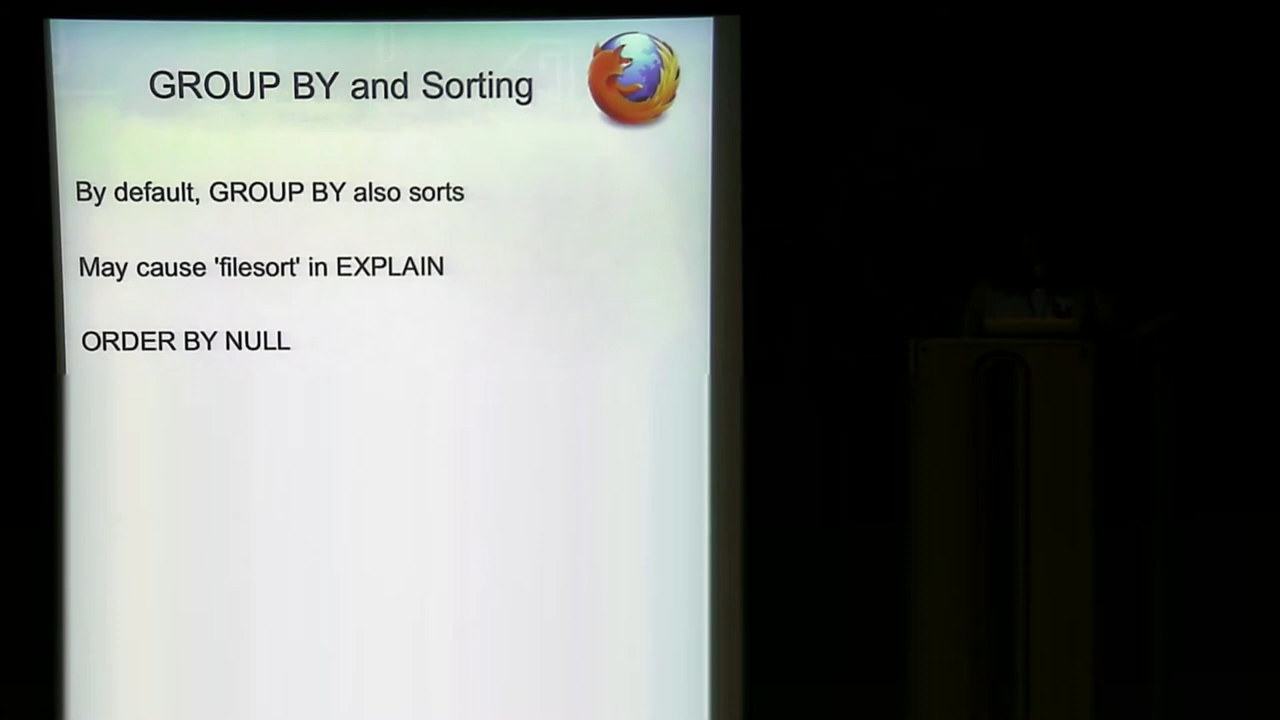 GROUP BY and Sorting
By default, GROUP BY also sorts
May cause 'filesort' in EXPLAIN
ORDER BY NULL